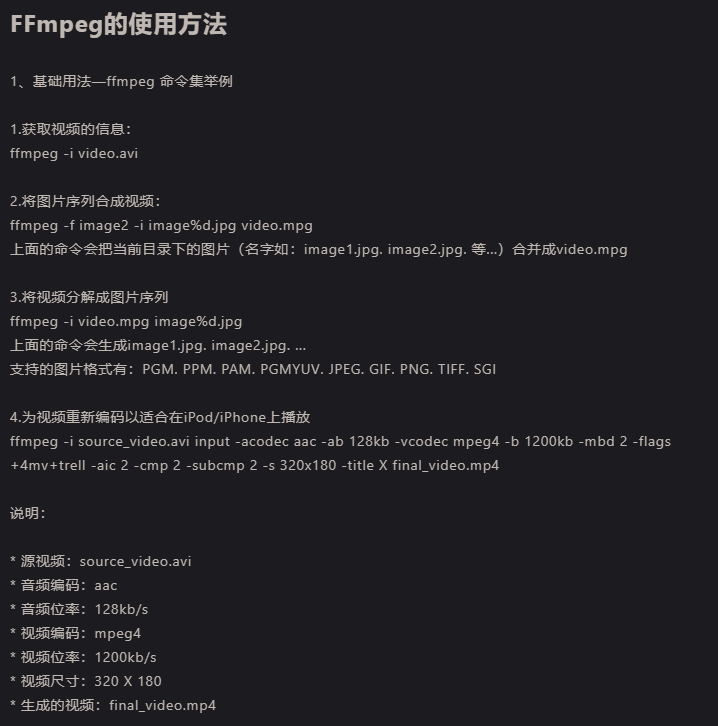 FFmpeg的使用方法
1、基础用法—ffmpeg 命令集举例
1.获取视频的信息：
ffmpeg -i video.avi
2.将图片序列合成视频：
ffmpeg -f image2 -i image%d.jpg video.mpg
上面的命令会把当前目录下的图片（名字如：image1.jpg. image2.jpg. 等...）合并成video.mpg
3.将视频分解成图片序列
ffmpeg -i video.mpg image%d.jpg
上面的命令会生成image1.jpg. image2.jpg. ...
支持的图片格式有：PGM. PPM. PAM. PGMYUV. JPEG. GIF. PNG. TIFF. SGI
4.为视频重新编码以适合在iPod/iPhone上播放
ffmpeg -i source_video.avi input -acodec aac -ab 128kb -vcodec mpeg4 -b 1200kb -mbd 2 -flags
+4mv+trell -aic 2 -cmp 2 -subcmp 2 -s 320x180 -title X final_video.mp4
说明：
* 源视频：source_video.avi
* 音频编码：aac
* 音频位率：128kb/s
* 视频编码：mpeg4
* 视频位率：1200kb/s
* 视频尺寸：320 X 180
* 生成的视频：final_video.mp4